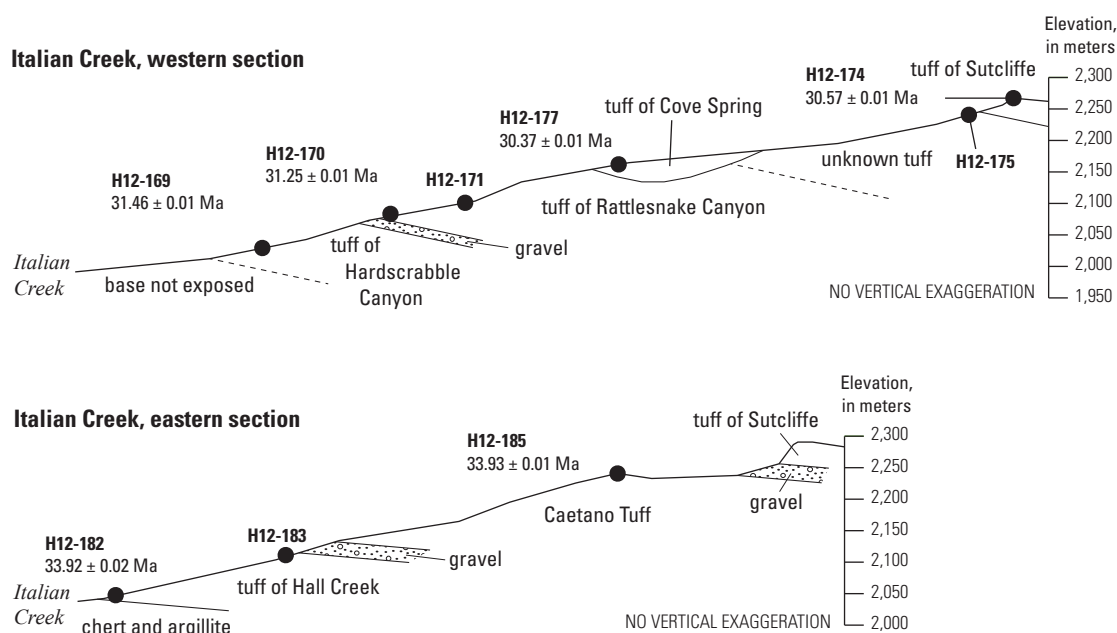 Italian Creek, western section
Elevation,
in meters
H12-174
30.57 ± 0.01 Ma
tuff of Sutcliffe
2,300
2,250
2,200
2,150
2,100
2,050
2,000
1,950
H12-177
30.37 ± 0.01 Ma
tuff of Cove Spring
H12-170
31.25 ± 0.01 Ma
H12-171
H12-169
31.46 ± 0.01 Ma
unknown tuff
H12-175
tuff of Rattlesnake Canyon
gravel
tuff of
Hardscrabble
Canyon
Italian
Creek
base not exposed
NO VERTICAL EXAGGERATION
Italian Creek, eastern section
Elevation,
in meters
tuff of Sutcliffe
2,300
2,250
2,200
2,150
2,100
2,050
2,000
H12-185
33.93 ± 0.01 Ma
gravel
Caetano Tuff
H12-183
gravel
H12-182
33.92 ± 0.02 Ma
tuff of Hall Creek
Italian
Creek
chert and argillite
NO VERTICAL EXAGGERATION